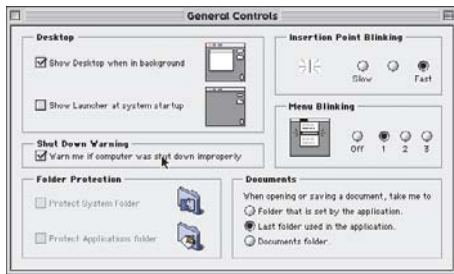 General Controls
Desktop
Show Desktop when in background
Show Launcher at system startup
Shut Down Warning
Warn me if computer was shut down improperly
Folder Protection
Protect System Folder
Protect Applications folder
Insertion Point Blinking
Slow Fast
Menu Blinking
Off 1 2 3
Documents
When opening or saving a document, take me to
Folder that is set by the application.
Last folder used in the application.
Documents folder.